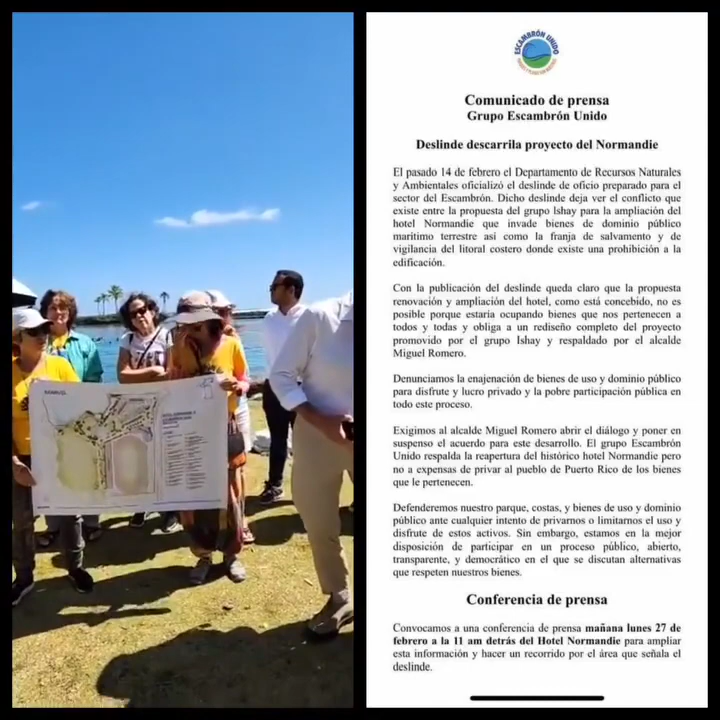 ESCAMBRÓN UNIDO
Comunicado de prensa
Grupo Escambrón Unido
Deslinde descarrila proyecto del Normandie
El pasado 14 de febrero el Departamento de Recursos Naturales
y Ambientales oficializó el deslinde de oficio preparado para el
sector del Escambrón. Dicho deslinde deja ver el conflicto que
existe entre la propuesta del grupo Ishay para la ampliación del
hotel Normandie que invade bienes de dominio público
marítimo terrestre así como la franja de salvamento y de
vigilancia del litoral costero donde existe una prohibición a la
edificación.
Con la publicación del deslinde queda claro que la propuesta
renovación y ampliación del hotel, como está concebido, no es
posible porque estaría ocupando bienes que nos pertenecen a
todos y todas y obliga a un rediseño completo del proyecto
promovido por el grupo Ishay y respaldado por el alcalde
Miguel Romero.
Denunciamos la enajenación de bienes de uso y dominio público
para disfrute y lucro privado y la pobre participación pública en
todo este proceso.
Exigimos al alcalde Miguel Romero abrir el diálogo y poner en
suspenso el acuerdo para este desarrollo. El grupo Escambrón
Unido respalda la reapertura del histórico hotel Normandie pero
no a expensas de privar al pueblo de Puerto Rico de los bienes
que le pertenecen.
Defenderemos nuestro parque, costas, y bienes de uso y dominio
público ante cualquier intento de privarnos o limitarnos el uso y
disfrute de estos activos. Sin embargo, estamos en la mejor
disposición de participar en un proceso público, abierto,
transparente, y democrático en el que se discutan alternativas
que respeten nuestros bienes.
Conferencia de prensa
Convocamos a una conferencia de prensa mañana lunes 27 de
febrero a la 11 am detrás del Hotel Normandie para ampliar
esta información y hacer un recorrido por el área que señala el
deslinde.